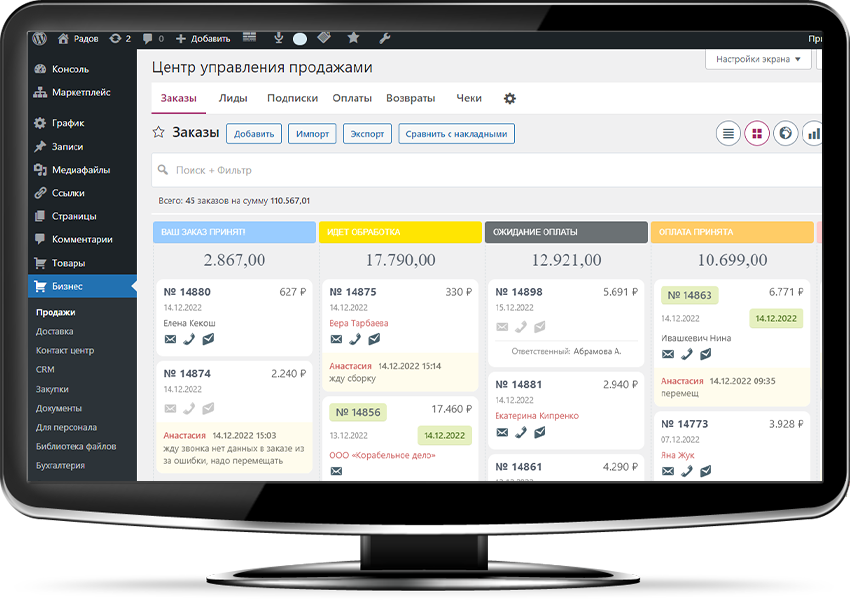 Радов 2 0 Добавить При
Настройки экрана ▼
Консоль
Маркетплейс
График
Записи
Медиафайлы
Ссылки
Страницы
Комментарии
Товары
Бизнес
Продажи
Доставка
Контакт центр
CRM
Закупки
Документы
Для персонала
Библиотека файлов
Бухгалтерия
Центр управления продажами
Заказы Лиды Подписки Оплаты Возвраты Чеки
Заказы Добавить Импорт Экспорт Сравнить с накладными
Поиск + Фильтр
Всего: 45 заказов на сумму 110.567,01
ВАШ ЗАКАЗ ПРИНЯТ!
2.867,00
№ 14880 627 ₽
14.12.2022
Елена Кекош
№ 14874 2.240 ₽
14.12.2022
Анастасия 14.12.2022 15:03
жду звонка нет данных в заказе из
за ошибки, надо перемещать
ИДЕТ ОБРАБОТКА
17.790,00
№ 14875 330 ₽
14.12.2022
Вера Тарбаева
Анастасия 14.12.2022 15:14
жду сборку
№ 14856 17.460 ₽
13.12.2022 14.12.2022
ООО «Корабельное дело»
ОЖИДАНИЕ ОПЛАТЫ
12.921,00
№ 14898 5.691 ₽
15.12.2022
Ответственный: Абрамова А.
№ 14881 2.940 ₽
14.12.2022
Екатерина Кипренко
№ 14861 4.290 ₽
ОПЛАТА ПРИНЯТА
10.699,00
№ 14863 6.771 ₽
14.12.2022 14.12.2022
Ивашкевич Нина
Анастасия 14.12.2022 09:35
перемещ
№ 14773 3.928 ₽
07.12.2022
Яна Жук